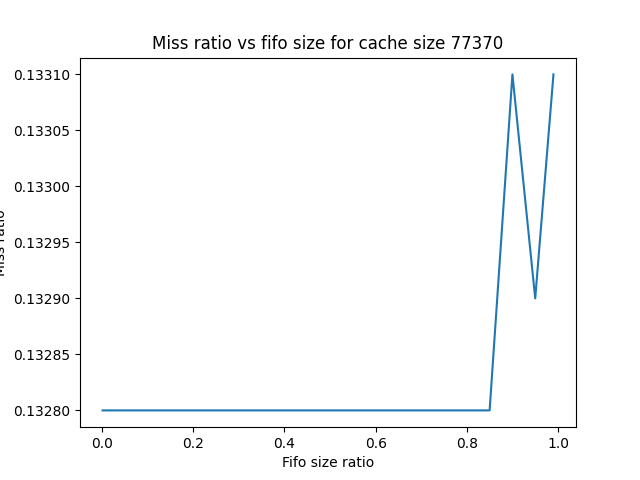 Miss ratio vs fifo size for cache size 77370
0.13310
0.13305
0.13300
0.13295
0.13290
0.13285
0.13280
Miss ratio
0.0 0.2 0.4 0.6 0.8 1.0
Fifo size ratio